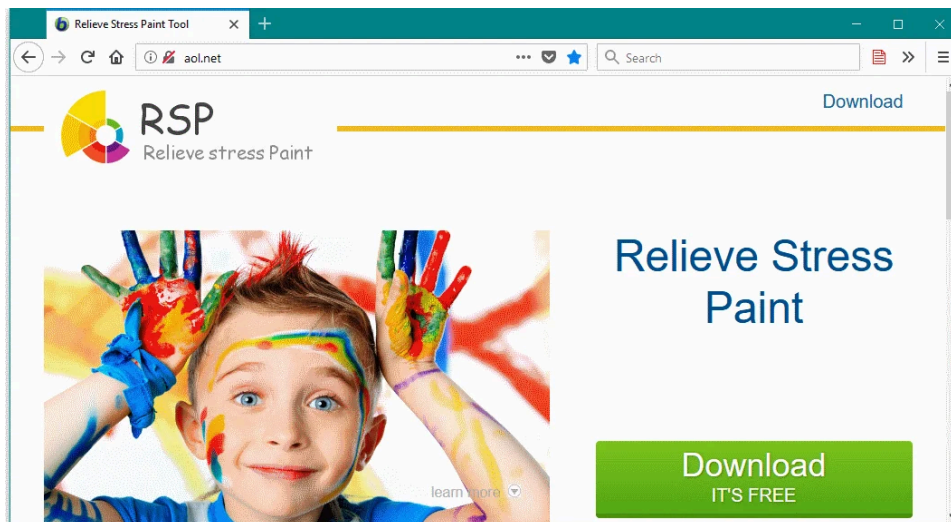 Relieve Stress Paint Tool
aol.net
Search
RSP
Relieve stress Paint
Download
Relieve Stress
Paint
learn more
Download
IT'S FREE